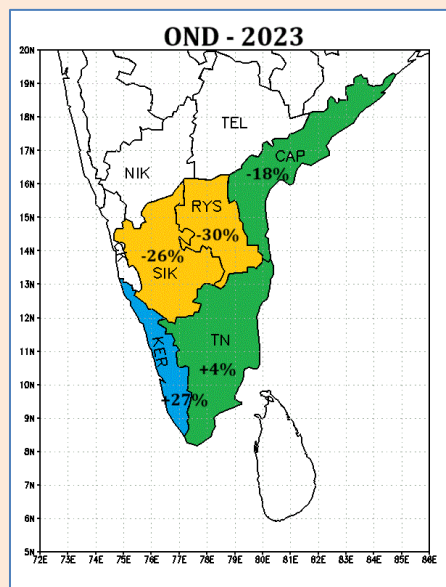 OND - 2023
20N
19N
18N
TEL
17N
CAP
NIK
-18%
16N
RYS
15N
-30%
14N
-26%
SIK
13N
12N
KER
TN
11N
+4%
10N
+27%
9N
8N
7N
6N
5N
72E 73E 74E 75E 76E 77E 78E 79E 80E 81E 82E 83E 84E 85E 86E